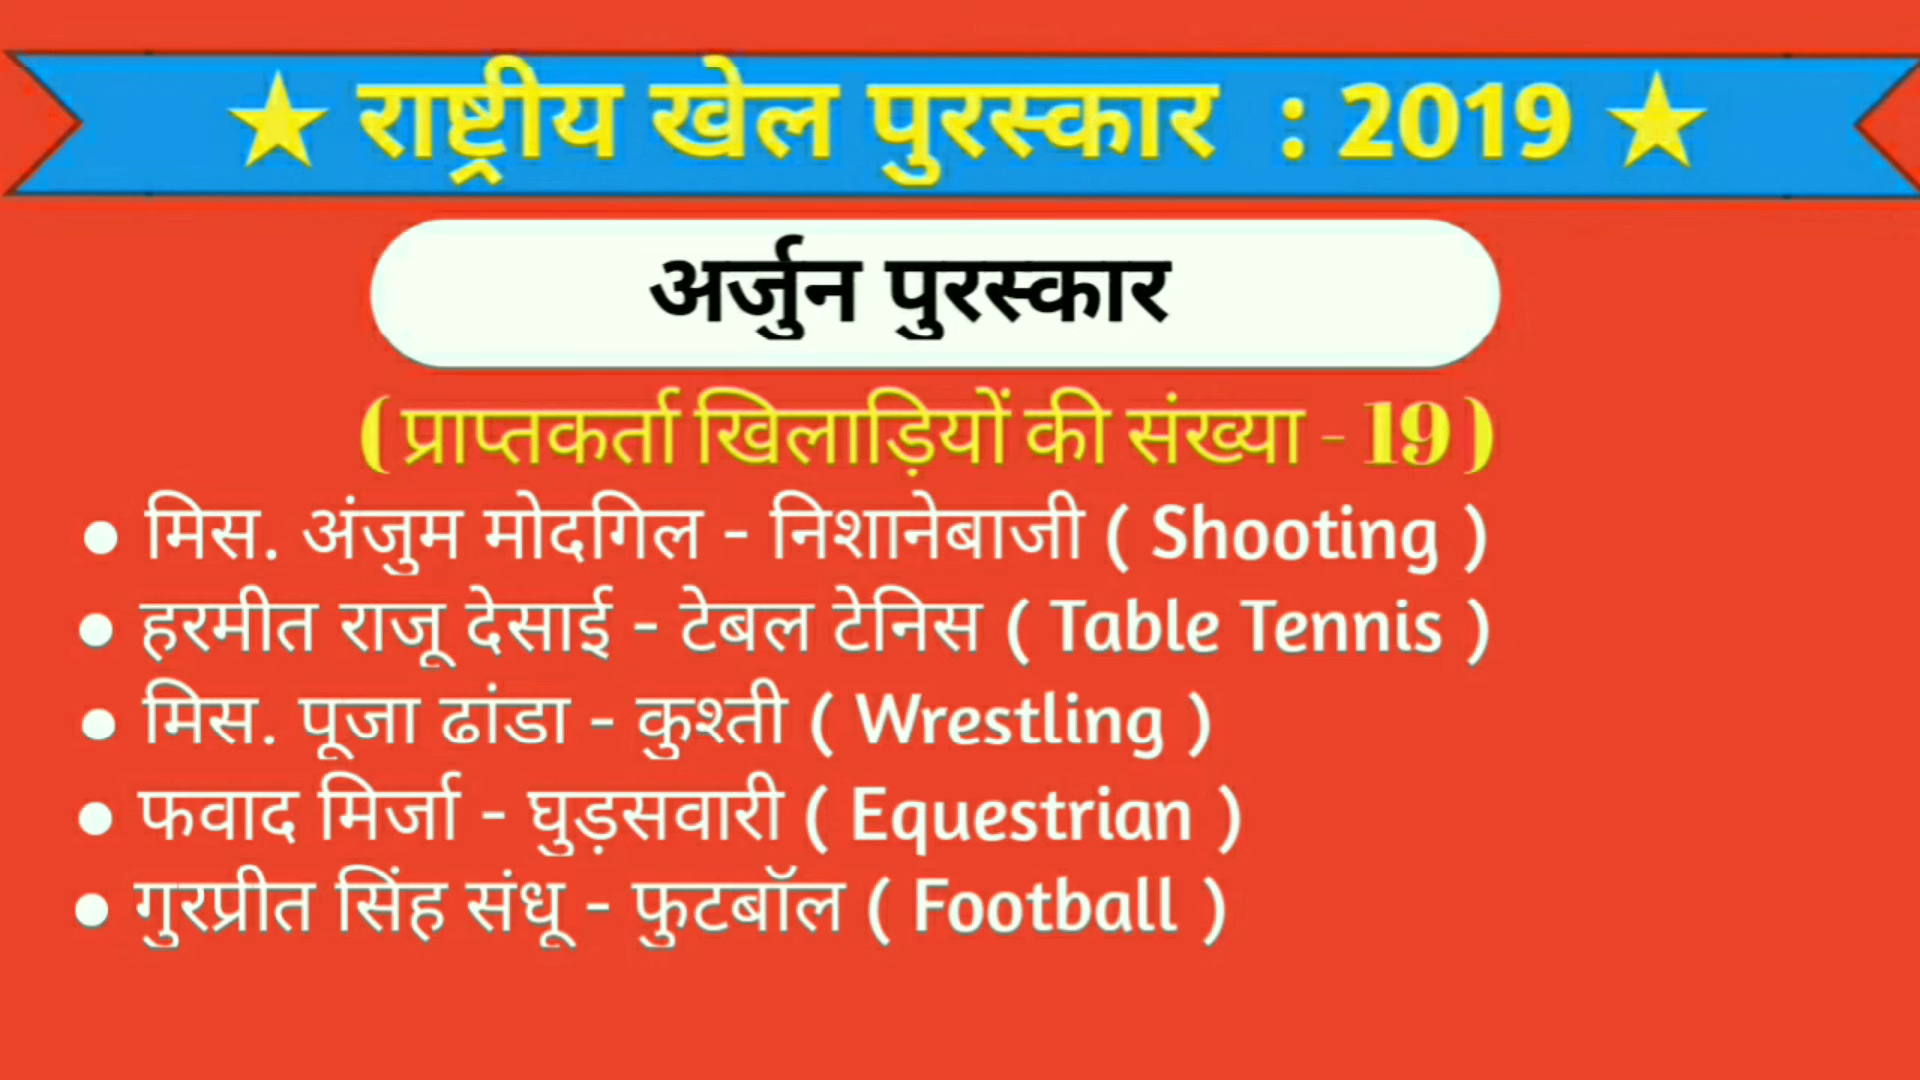 ★ राष्ट्रीय खेल पुरस्कार : 2019 ★
अर्जुन पुरस्कार
( प्राप्तकर्ता खिलाड़ियों की संख्या - 19 )
• मिस. अंजुम मोदगिल - निशानेबाजी ( Shooting )
• हरमीत राजू देसाई - टेबल टेनिस ( Table Tennis )
• मिस. पूजा ढांडा - कुश्ती ( Wrestling )
• फवाद मिर्जा - घुड़सवारी ( Equestrian )
• गुरप्रीत सिंह संधू - फुटबॉल ( Football )